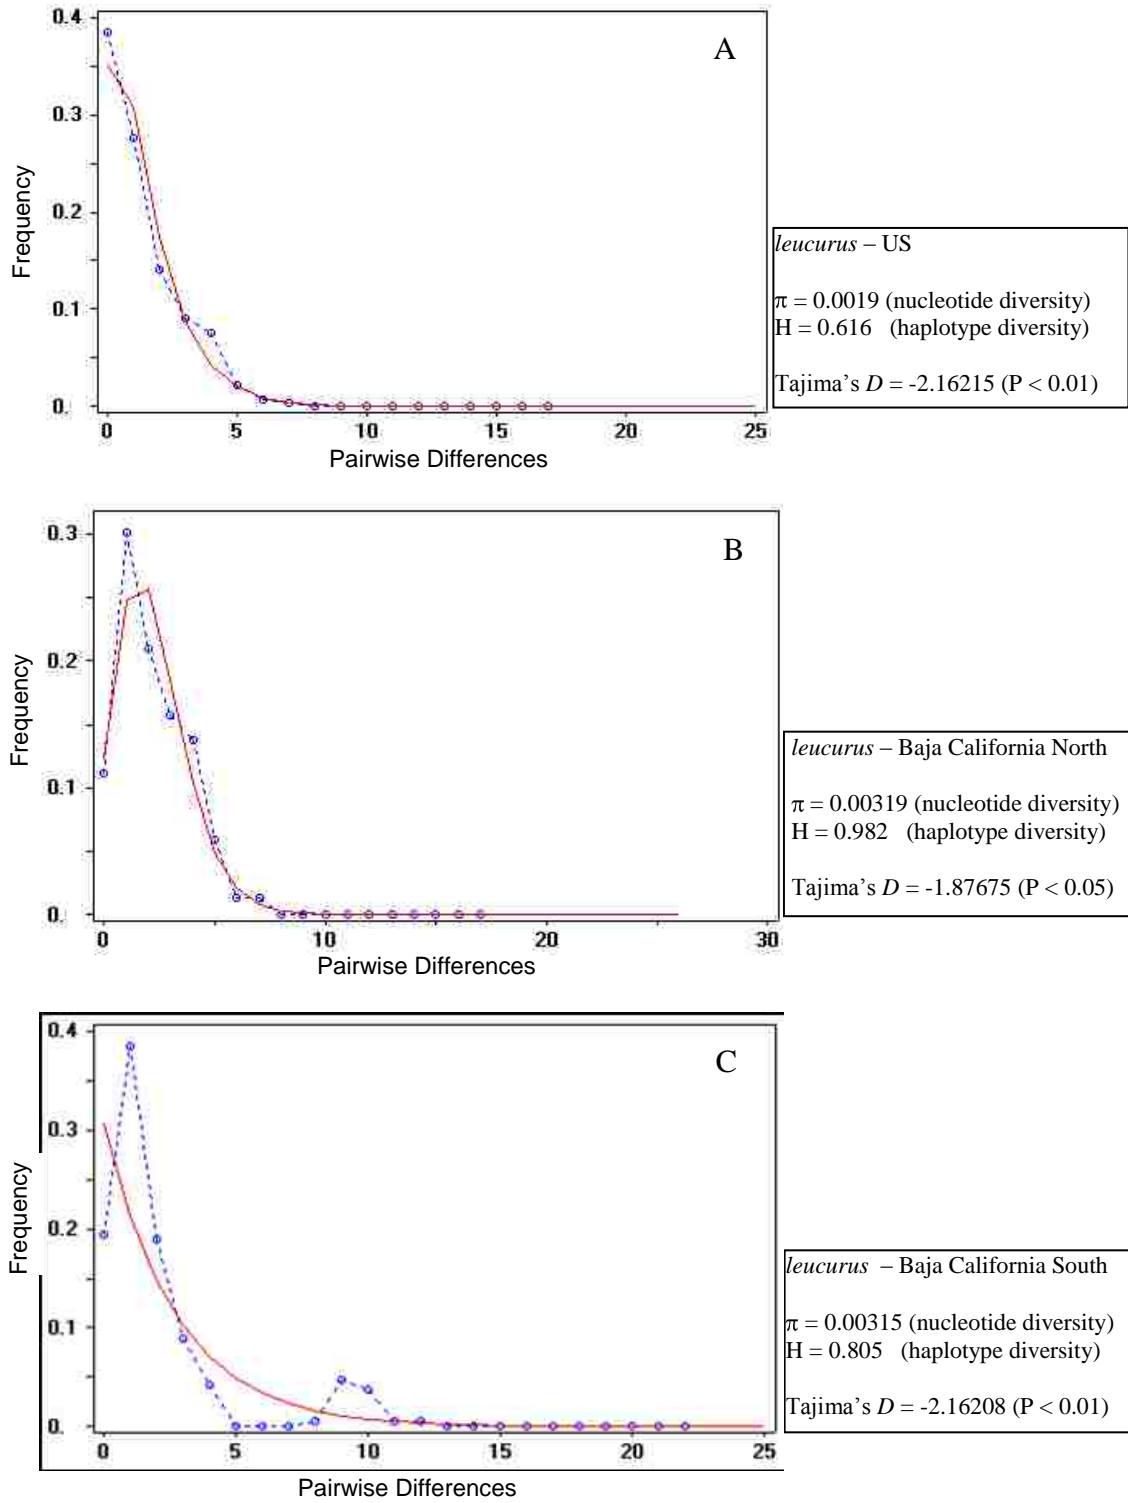 A
0.4
0.3
0.2
0.1
0.
Frequency
0 5 10 15 20 25
Pairwise Differences
leucurus – US
π = 0.0019 (nucleotide diversity)
H = 0.616 (haplotype diversity)
Tajima's D = -2.16215 (P < 0.01)
B
0.3
0.2
0.1
0.
Frequency
0 10 20 30
Pairwise Differences
leucurus – Baja California North
π = 0.00319 (nucleotide diversity)
H = 0.982 (haplotype diversity)
Tajima's D = -1.87675 (P < 0.05)
C
0.4
0.3
0.2
0.1
0.
Frequency
0 5 10 15 20 25
Pairwise Differences
leucurus – Baja California South
π = 0.00315 (nucleotide diversity)
H = 0.805 (haplotype diversity)
Tajima's D = -2.16208 (P < 0.01)